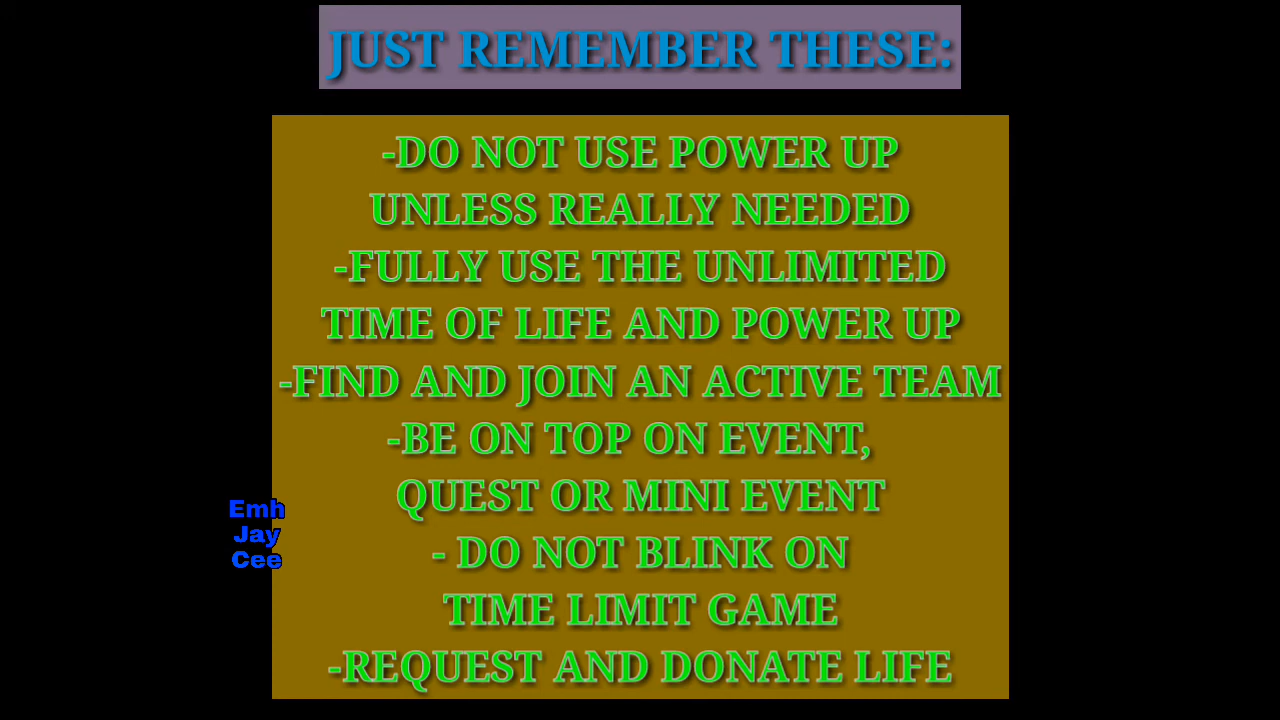 JUST REMEMBER THESE:
-DO NOT USE POWER UP
UNLESS REALLY NEEDED
-FULLY USE THE UNLIMITED
TIME OF LIFE AND POWER UP
-FIND AND JOIN AN ACTIVE TEAM
-BE ON TOP ON EVENT,
QUEST OR MINI EVENT
- DO NOT BLINK ON
TIME LIMIT GAME
-REQUEST AND DONATE LIFE
Emh
Jay
Cee